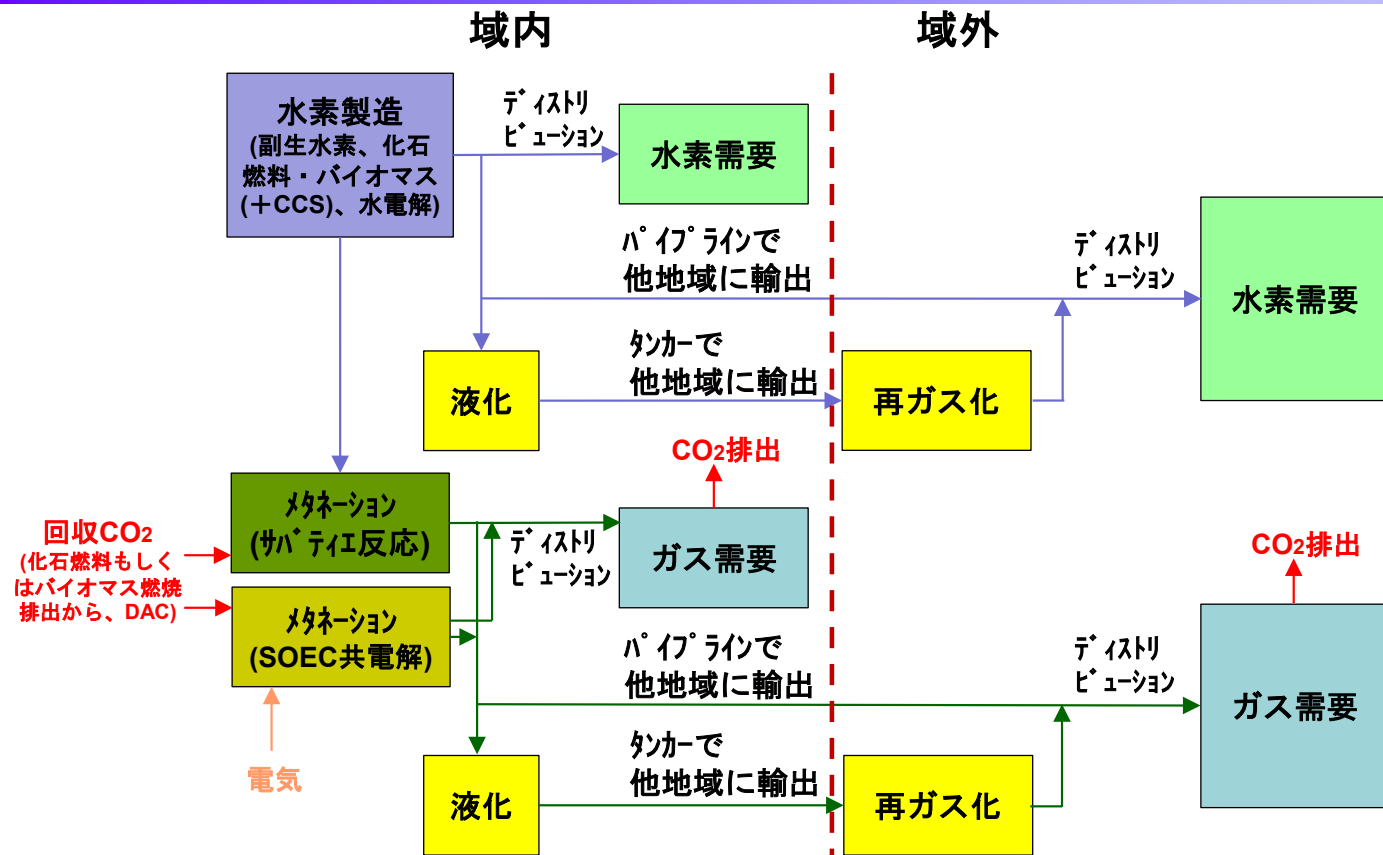 域内
域外
水素製造
(副生水素、化石
燃料・バイオマス
(＋CCS)、水電解)
ﾃﾞｨｽﾄﾘ
ﾋﾞｭｰｼｮﾝ
水素需要
ﾊﾟｲﾌﾟﾗｲﾝで
他地域に輸出
ﾃﾞｨｽﾄﾘ
ﾋﾞｭｰｼｮﾝ
水素需要
液化
ﾀﾝｶｰで
他地域に輸出
再ガス化
CO2排出
メタネーション
(ｻﾊﾞﾃｨｴ反応)
回収CO2
(化石燃料もしく
はバイオマス燃焼
排出から、DAC)
ﾃﾞｨｽﾄﾘ
ﾋﾞｭｰｼｮﾝ
ガス需要
CO2排出
ﾒﾀﾈｰｼｮﾝ
(SOEC共電解)
ﾊﾟｲﾌﾟﾗｲﾝで
他地域に輸出
ﾃﾞｨｽﾄﾘ
ﾋﾞｭｰｼｮﾝ
ガス需要
電気
液化
ﾀﾝｶｰで
他地域に輸出
再ガス化